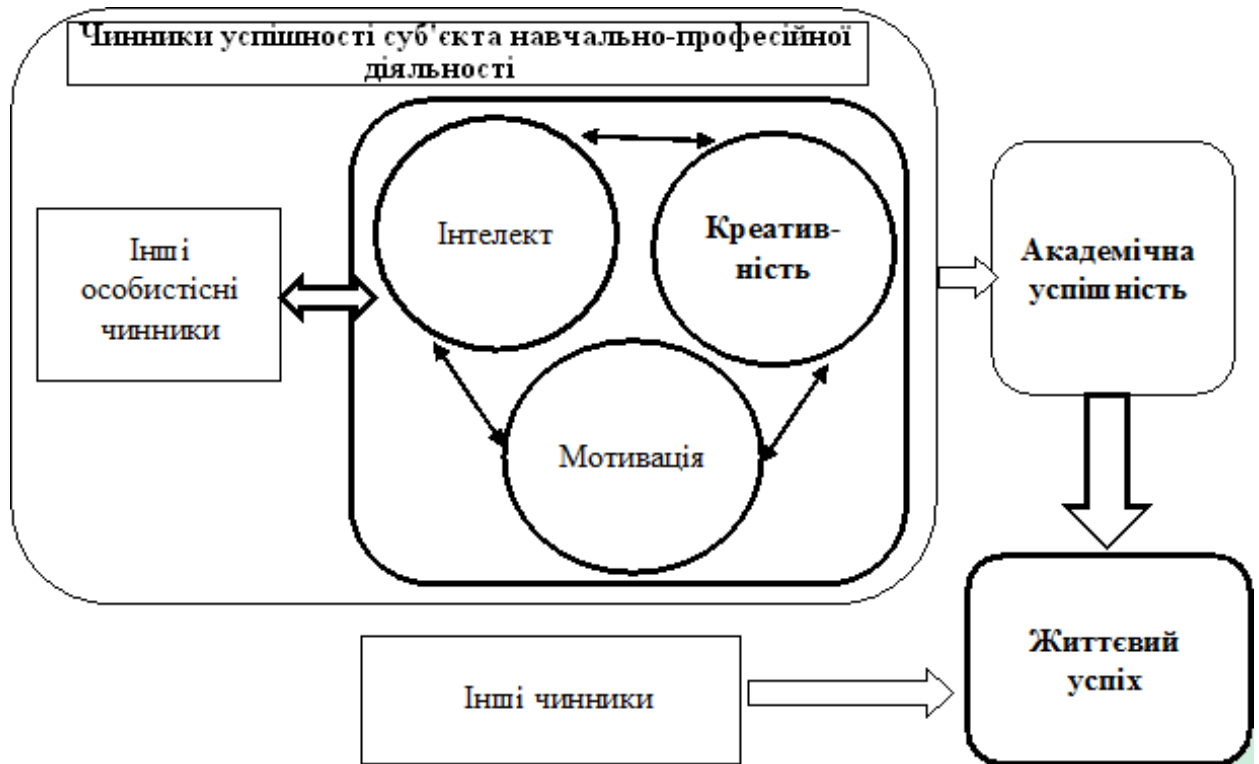 Чинники успішності суб'єкта навчально-професійної
діяльності
Інтелект
Креатив-
ність
Інші
особистісні
чинники
Академічна
успішність
Мотивація
Життєвий
успіх
Інші чинники